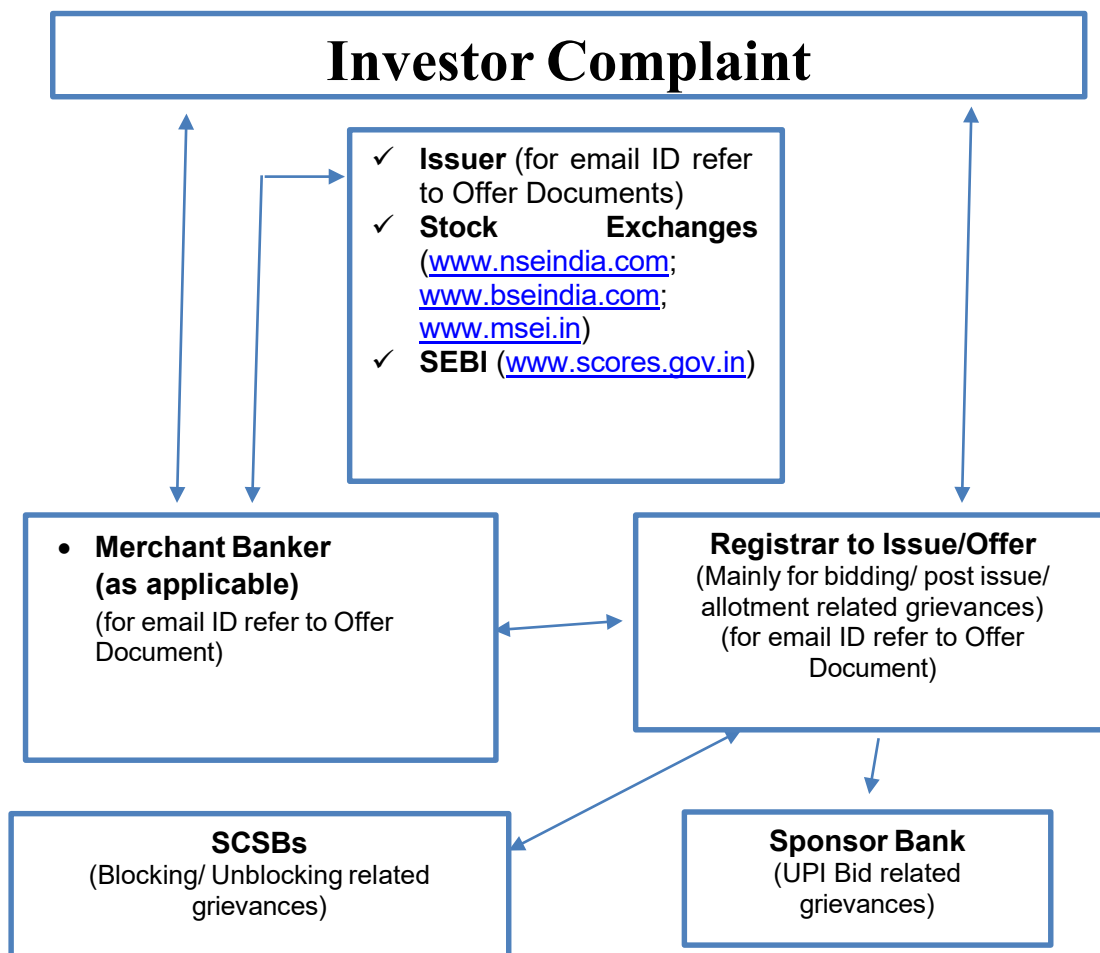 Investor Complaint
✓ Issuer (for email ID refer
to Offer Documents)
✓ Stock Exchanges
(www.nseindia.com;
www.bseindia.com;
www.msei.in)
✓ SEBI (www.scores.gov.in)
• Merchant Banker
(as applicable)
(for email ID refer to Offer
Document)
Registrar to Issue/Offer
(Mainly for bidding/ post issue/
allotment related grievances)
(for email ID refer to Offer
Document)
SCSBs
(Blocking/ Unblocking related
grievances)
Sponsor Bank
(UPI Bid related
grievances)